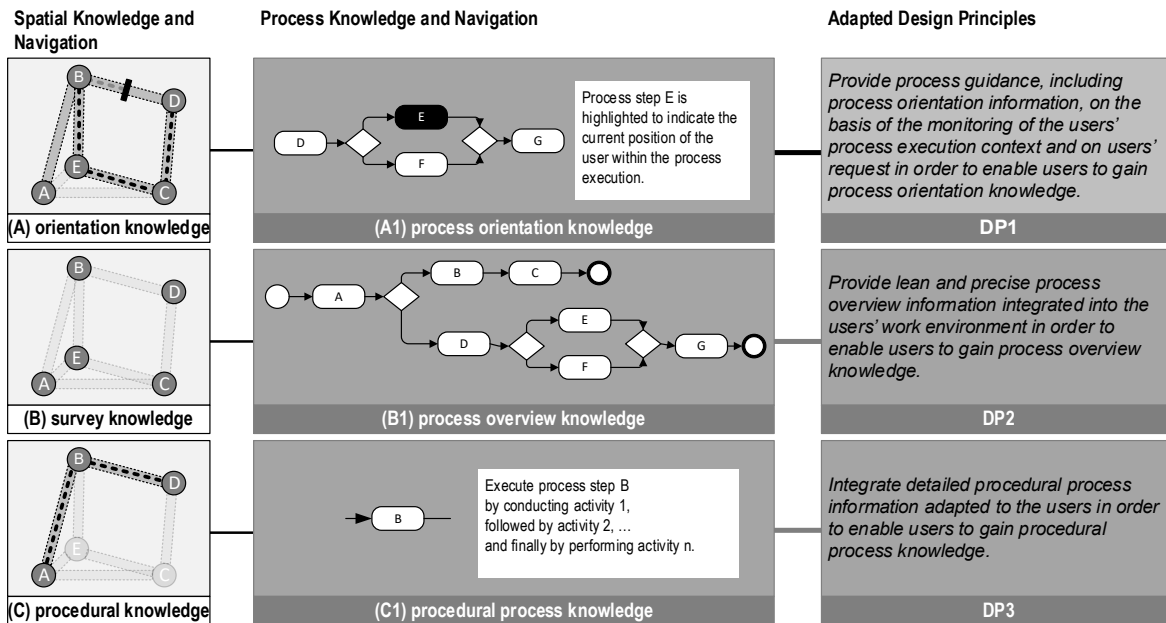 Spatial Knowledge and
Navigation
Process Knowledge and Navigation
Adapted Design Principles
B
D
E
A
C
(A) orientation knowledge
D
E
F
G
Process step E is
highlighted to indicate the
current position of the
user within the process
execution.
(A1) process orientation knowledge
Provide process guidance, including
process orientation information, on the
basis of the monitoring of the users'
process execution context and on users'
request in order to enable users to gain
process orientation knowledge.
DP1
B
D
E
A
C
(B) survey knowledge
A
B
C
D
E
F
G
(B1) process overview knowledge
Provide lean and precise process
overview information integrated into the
users' work environment in order to
enable users to gain process overview
knowledge.
DP2
B
D
E
A
C
(C) procedural knowledge
B
Execute process step B
by conducting activity 1,
followed by activity 2, …
and finally by performing activity n.
(C1) procedural process knowledge
Integrate detailed procedural process
information adapted to the users in order
to enable users to gain procedural
process knowledge.
DP3